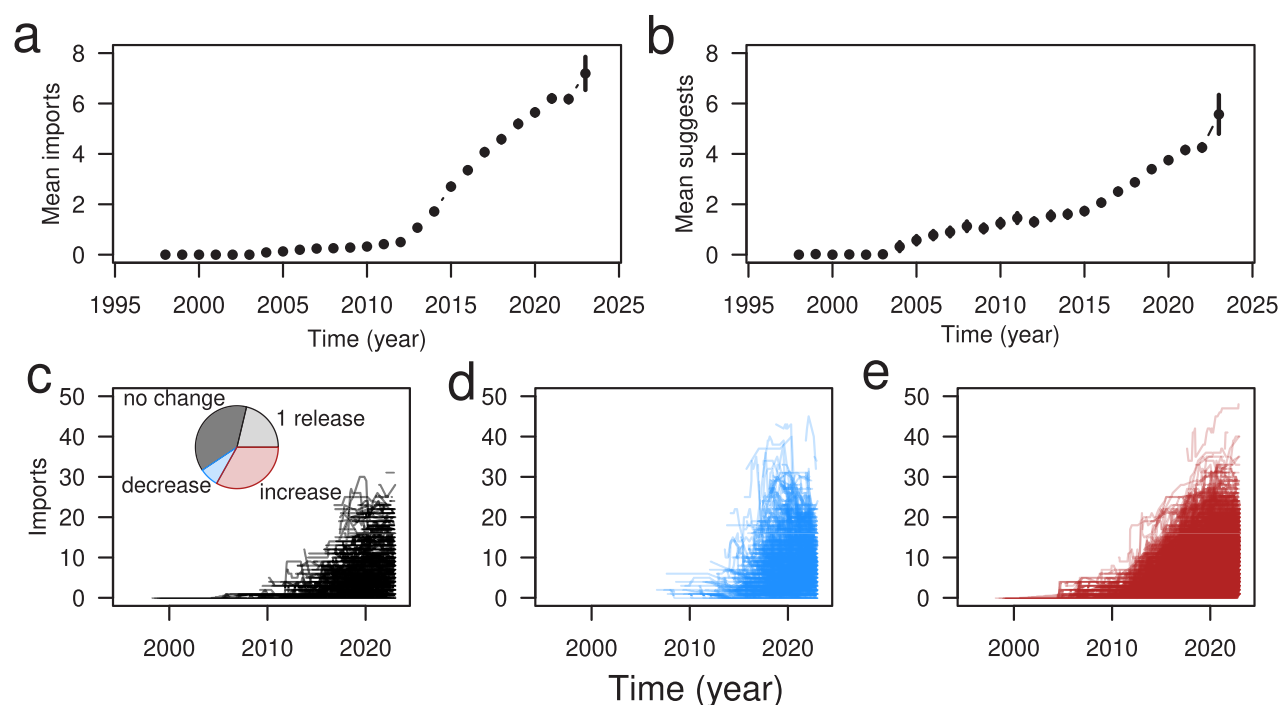 a
b
Mean imports
8
6
4
2
0
1995 2000 2005 2010 2015 2020 2025
Time (year)
Mean suggests
8
6
4
2
0
1995 2000 2005 2010 2015 2020 2025
Time (year)
c
Imports
50
40
30
20
10
0
no change
1 release
decrease
increase
2000 2010 2020
d
50
40
30
20
10
0
2000 2010 2020
e
50
40
30
20
10
0
2000 2010 2020
Time (year)